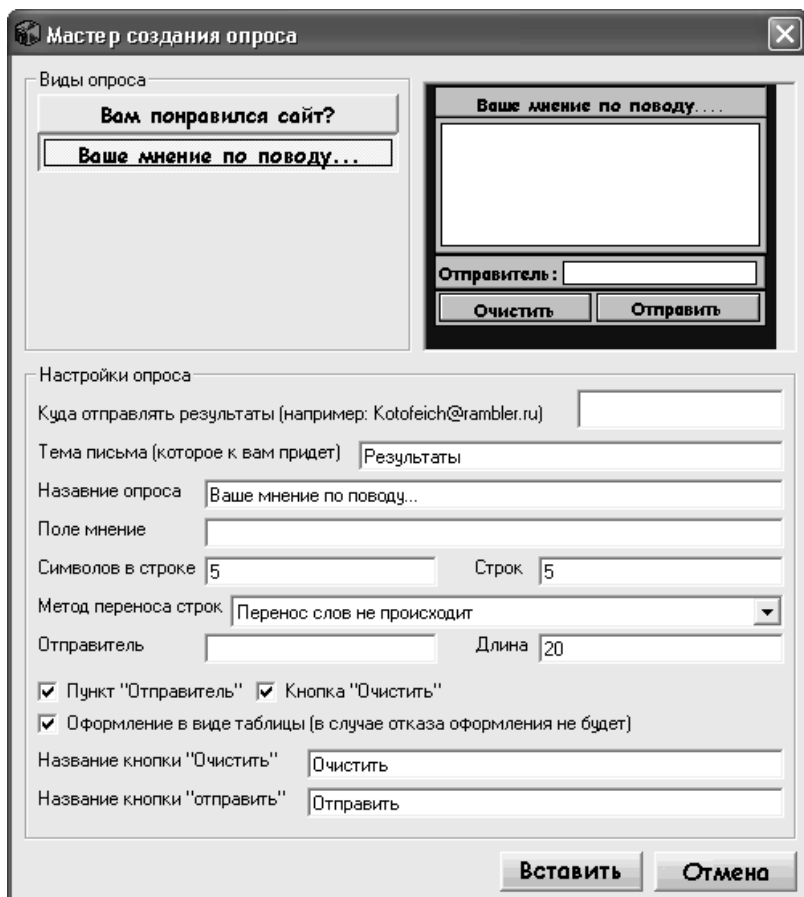 Мастер создания опроса
Виды опроса
Вам понравился сайт?
Ваше мнение по поводу...
Ваше мнение по поводу....
Отправитель:
Очистить Отправить
Настройки опроса
Куда отправлять результаты (например: Kotofeich@rambler.ru)
Тема письма (которое к вам придет) Результаты
Назавние опроса Ваше мнение по поводу...
Поле мнение
Символов в строке 5 Строк 5
Метод переноса строк Перенос слов не происходит
Отправитель Длина 20
Пункт "Отправитель" Кнопка "Очистить"
Оформление в виде таблицы (в случае отказа оформления не будет)
Название кнопки "Очистить" Очистить
Название кнопки "отправить" Отправить
Вставить Отмена